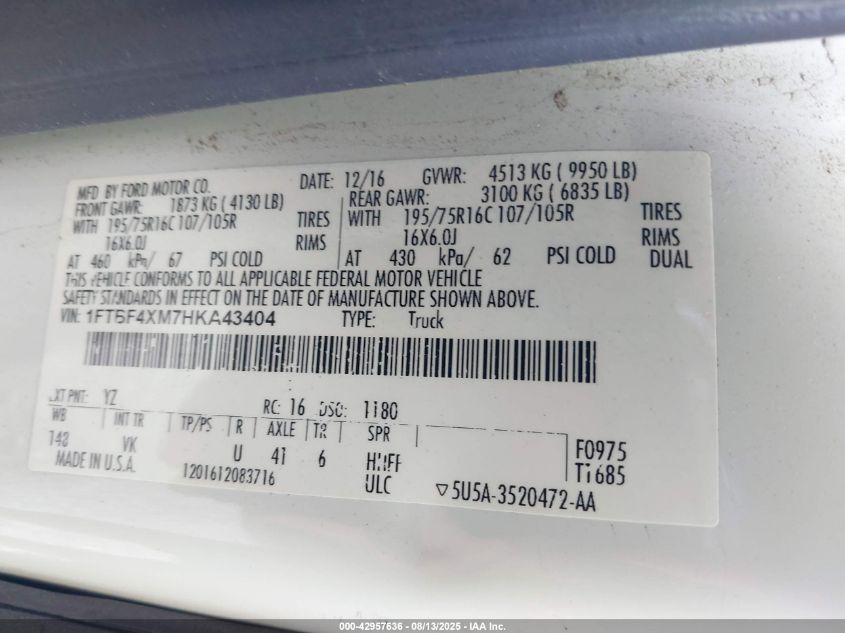 MFD BY FORD MOTOR CO. DATE: 12/16 GVWR: 4513 KG ( 9950 LB)
FRONT GAWR: 1873 KG ( 4130 LB) REAR GAWR: 3100 KG ( 6835 LB)
WITH 195/75R16C 107/105R TIRES WITH 195/75R16C 107/105R TIRES
16X6.0J RIMS 16X6.0J RIMS
AT 460 kPa/ 67 PSI COLD AT 430 kPa/ 62 PSI COLD DUAL
THIS VEHICLE CONFORMS TO ALL APPLICABLE FEDERAL MOTOR VEHICLE
SAFETY STANDARDS IN EFFECT ON THE DATE OF MANUFACTURE SHOWN ABOVE.
VIN: 1FTBF4XM7HKA43404 TYPE: Truck
EXT PNT: YZ RC: 16 DSO: 1180
WB INT TR TP/PS R AXLE TR SPR
148 VK U 41 6 F0975
MADE IN U.S.A. 1201612083716 ULC T1685
▽5U5A-3520472-AA
000-42957636 - 08/13/2025 - IAA Inc.